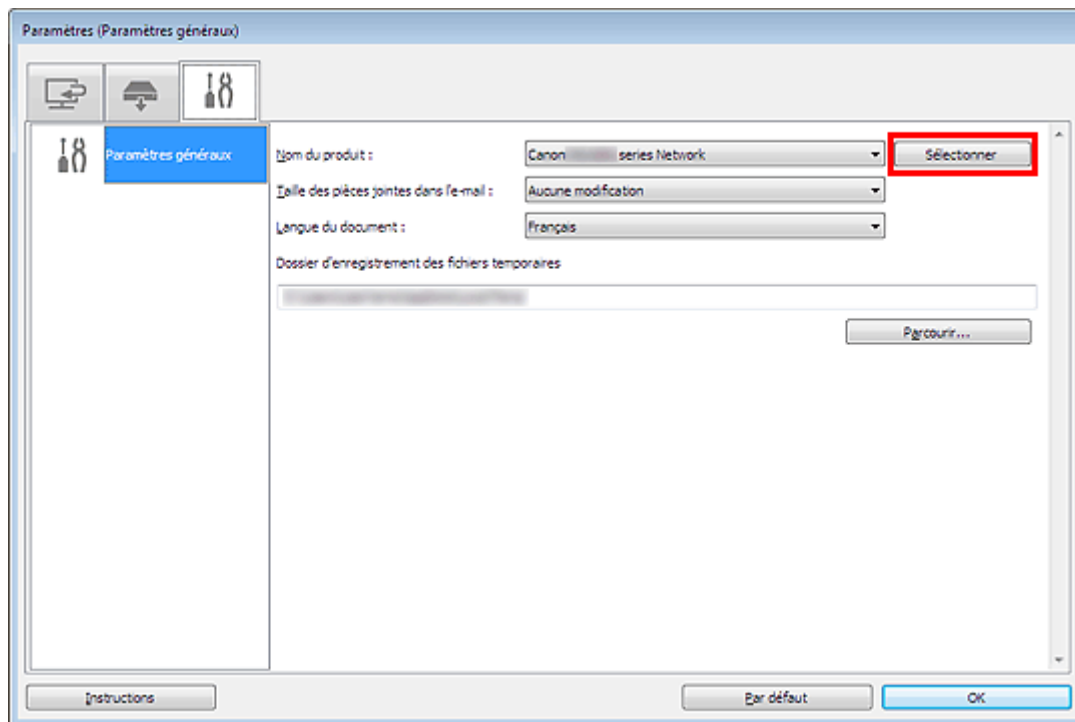 Paramètres (Paramètres généraux)
Paramètres généraux
Nom du produit :
Canon series Network
Sélectionner
Taille des pièces jointes dans l'e-mail :
Aucune modification
Langue du document :
Français
Dossier d'enregistrement des fichiers temporaires
Parcourir...
Instructions
Par défaut
OK